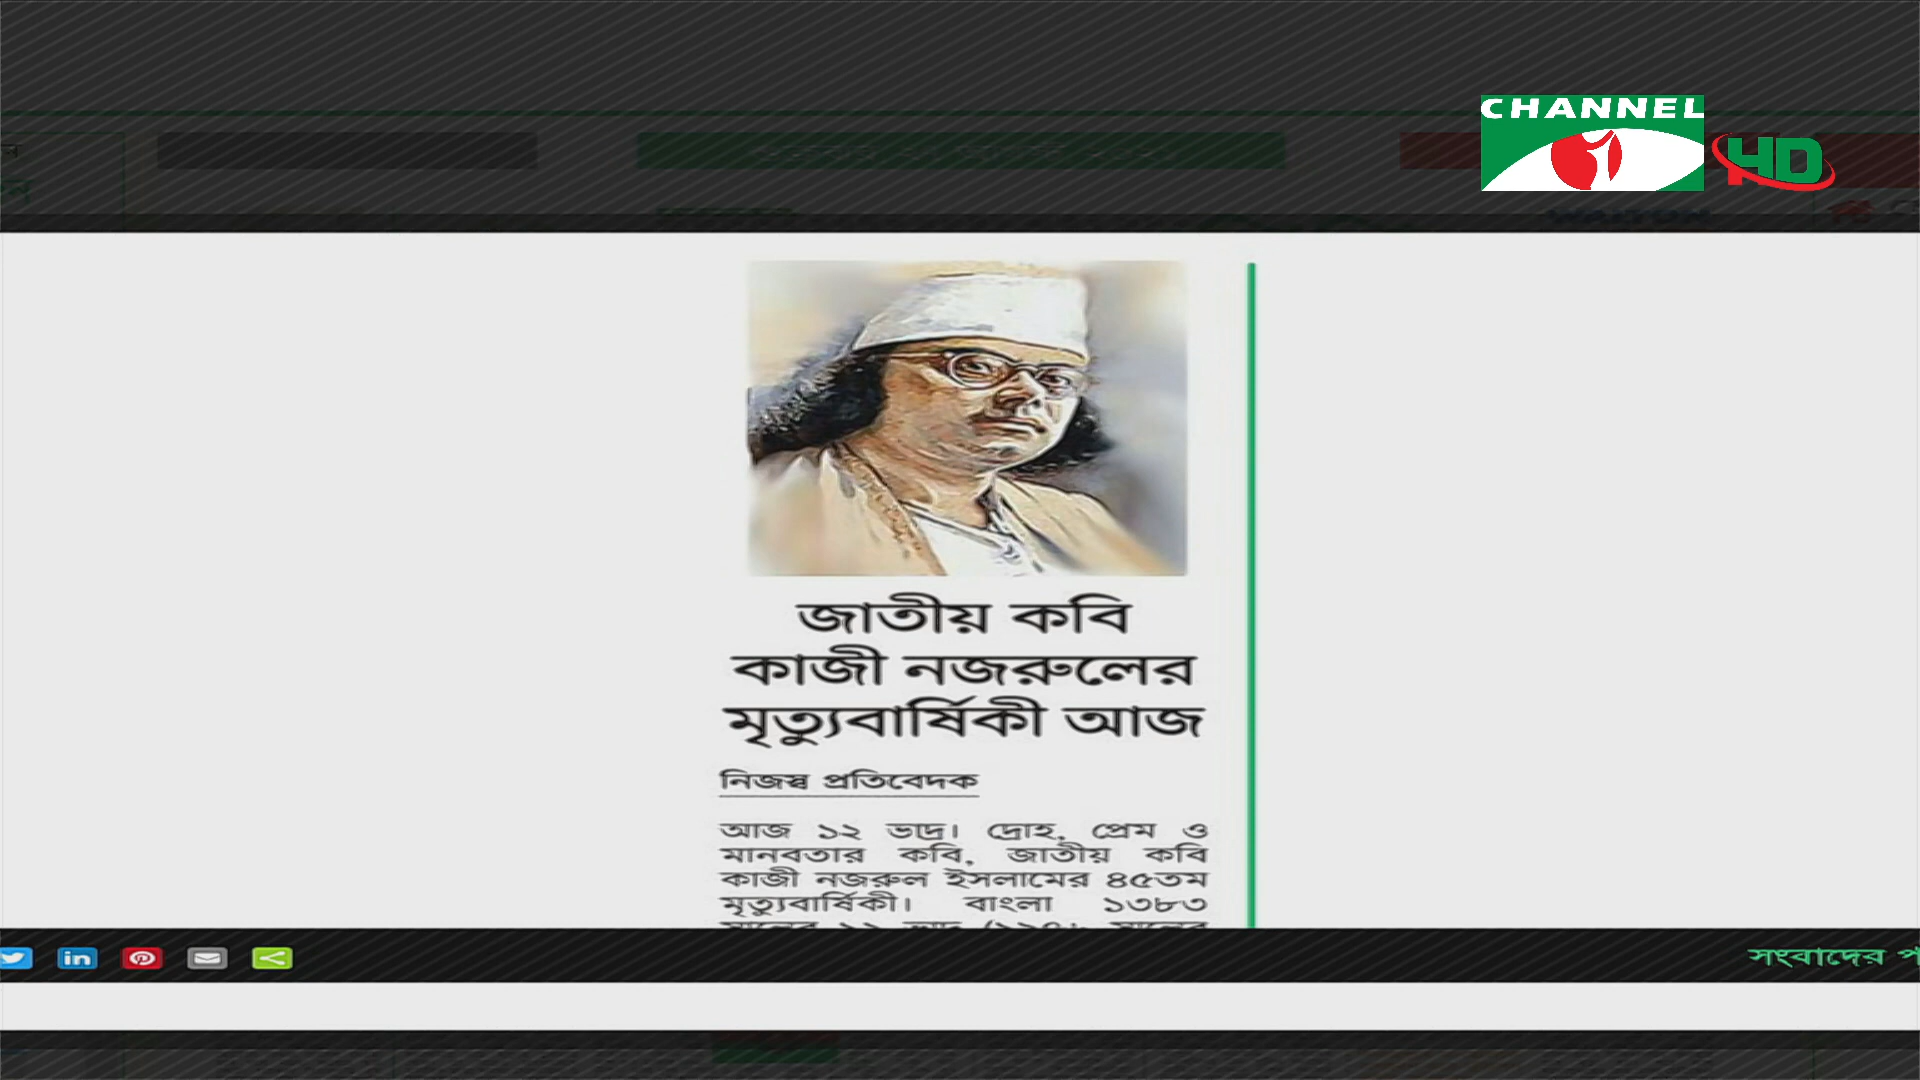 CHANNEL
i
HD
জাতীয় কবি
কাজী নজরুলের
মৃত্যুবার্ষিকী আজ
নিজস্ব প্রতিবেদক
আজ ১২ ভাদ্র। দ্রোহ, প্রেম ও
মানবতার কবি, জাতীয় কবি
কাজী নজরুল ইসলামের ৪৫তম
মৃত্যুবার্ষিকী। বাংলা ১৩৮৩
in
সংবাদের